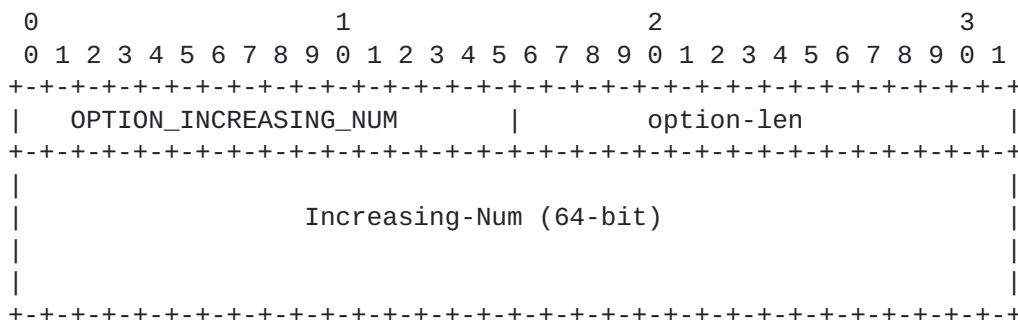 0                   1                   2                   3
 0 1 2 3 4 5 6 7 8 9 0 1 2 3 4 5 6 7 8 9 0 1 2 3 4 5 6 7 8 9 0 1
+-+-+-+-+-+-+-+-+-+-+-+-+-+-+-+-+-+-+-+-+-+-+-+-+-+-+-+-+-+-+-+-+
|   OPTION_INCREASING_NUM       |        option-len             |
+-+-+-+-+-+-+-+-+-+-+-+-+-+-+-+-+-+-+-+-+-+-+-+-+-+-+-+-+-+-+-+-+
|                                                               |
|                  Increasing-Num (64-bit)                      |
|                                                               |
|                                                               |
+-+-+-+-+-+-+-+-+-+-+-+-+-+-+-+-+-+-+-+-+-+-+-+-+-+-+-+-+-+-+-+-+